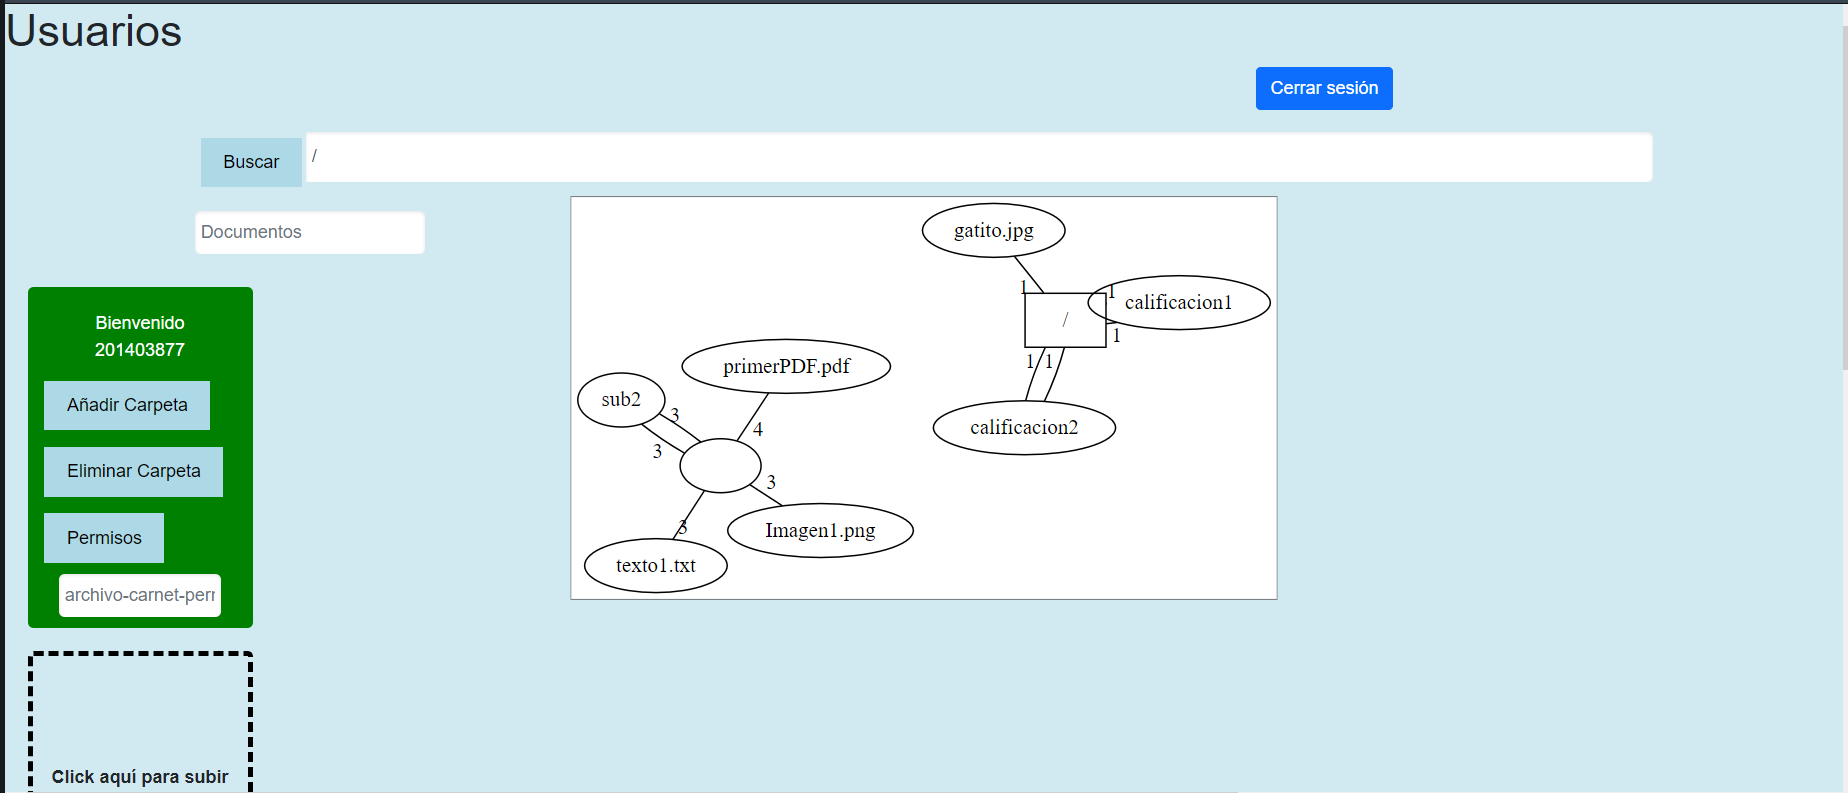 Usuarios
Cerrar sesión
Buscar
/
Documentos
Bienvenido
201403877
Añadir Carpeta
Eliminar Carpeta
Permisos
archivo-carnet-perr
Click aquí para subir
gatito.jpg
1
1
calificacion1
/
1
1
1
calificacion2
primerPDF.pdf
sub2
3
4
3
3
Imagen1.png
3
texto1.txt